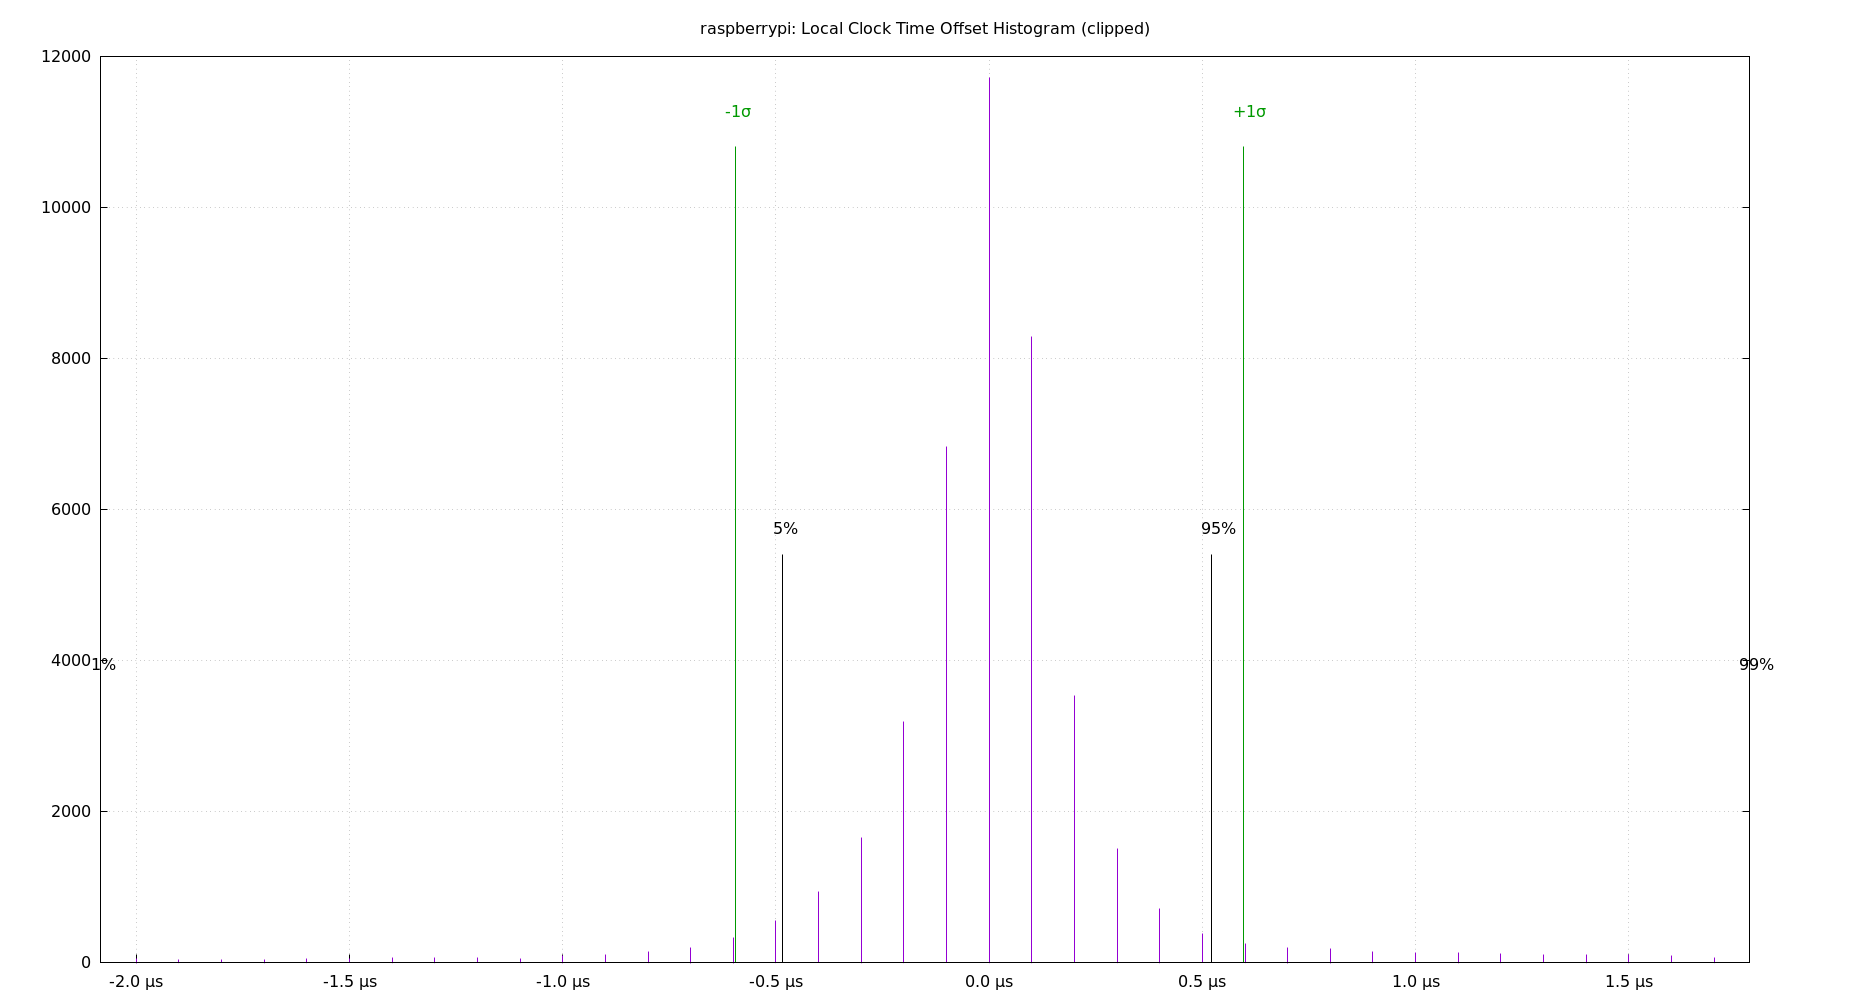 raspberrypi: Local Clock Time Offset Histogram (clipped)
12000
-1σ
+1σ
10000
8000
6000
5%
95%
4000
1%
99%
2000
0
-2.0 µs
-1.5 µs
-1.0 µs
-0.5 µs
0.0 µs
0.5 µs
1.0 µs
1.5 µs